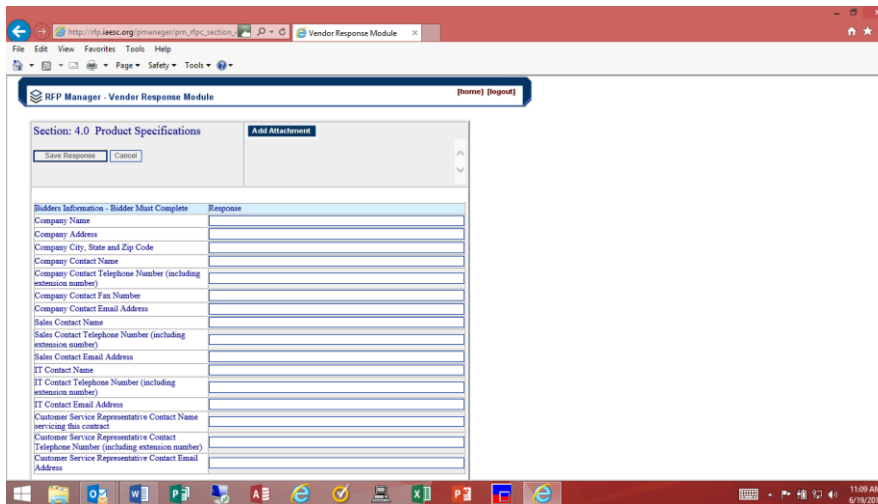 http://rfp.iaesc.org/pmanager/pm_rfpc_section_
Vendor Response Module
File Edit View Favorites Tools Help
Page Safety Tools
RFP Manager - Vendor Response Module
[home] [logout]
Section: 4.0 Product Specifications
Add Attachment
Save Response Cancel
Bidders Information - Bidder Must Complete Response
Company Name
Company Address
Company City, State and Zip Code
Company Contact Name
Company Contact Telephone Number (including
extension number)
Company Contact Fax Number
Company Contact Email Address
Sales Contact Name
Sales Contact Telephone Number (including
extension number)
Sales Contact Email Address
IT Contact Name
IT Contact Telephone Number (including
extension number)
IT Contact Email Address
Customer Service Representative Contact Name
servicing this contract
Customer Service Representative Contact
Telephone Number (including extension number)
Customer Service Representative Contact Email
Address
11:09 AM
6/19/20